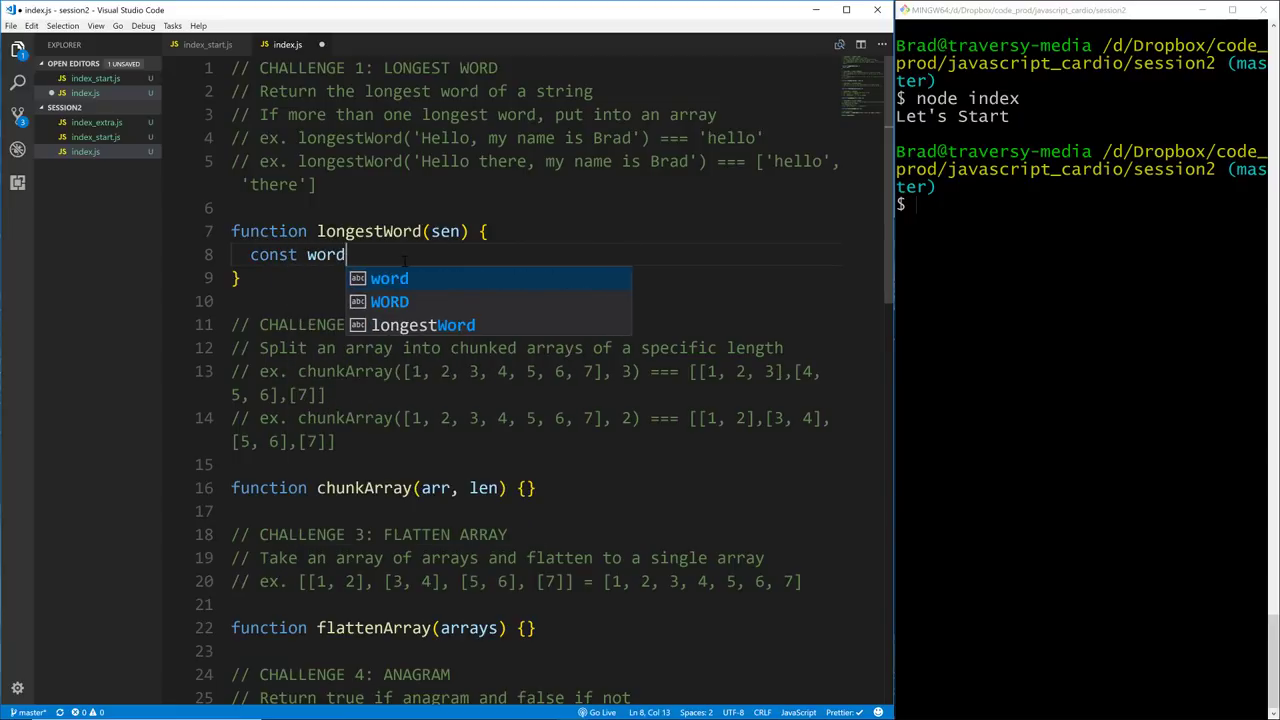 index.js - session2 - Visual Studio Code
File Edit Selection View Go Debug Tasks Help
EXPLORER
OPEN EDITORS 1 UNSAVED
index_start.js U
index.js U
SESSION2
index_extra.js U
index_start.js U
index.js U
index_start.js index.js
1 // CHALLENGE 1: LONGEST WORD
2 // Return the longest word of a string
3 // If more than one longest word, put into an array
4 // ex. longestWord('Hello, my name is Brad') === 'hello'
5 // ex. longestWord('Hello there, my name is Brad') === ['hello',
'there']
6
7 function longestWord(sen) {
8 const word
word
9 }
WORD
10
longestWord
11 // CHALLENGE
12 // Split an array into chunked arrays of a specific length
13 // ex. chunkArray([1, 2, 3, 4, 5, 6, 7], 3) === [[1, 2, 3],[4,
5, 6],[7]]
14 // ex. chunkArray([1, 2, 3, 4, 5, 6, 7], 2) === [[1, 2],[3, 4],
[5, 6],[7]]
15
16 function chunkArray(arr, len) {}
17
18 // CHALLENGE 3: FLATTEN ARRAY
19 // Take an array of arrays and flatten to a single array
20 // ex. [[1, 2], [3, 4], [5, 6], [7]] = [1, 2, 3, 4, 5, 6, 7]
21
22 function flattenArray(arrays) {}
23
24 // CHALLENGE 4: ANAGRAM
25 // Return true if anagram and false if not
master* 0 0 Go Live Ln 8, Col 13 Spaces: 2 UTF-8 CRLF JavaScript Prettier: ✓
MINGW64:/d/Dropbox/code_prod/javascript_cardio/session2
Brad@traversy-media /d/Dropbox/code_
prod/javascript_cardio/session2 (mas
ter)
$ node index
Let's Start
Brad@traversy-media /d/Dropbox/code_
prod/javascript_cardio/session2 (mas
ter)
$